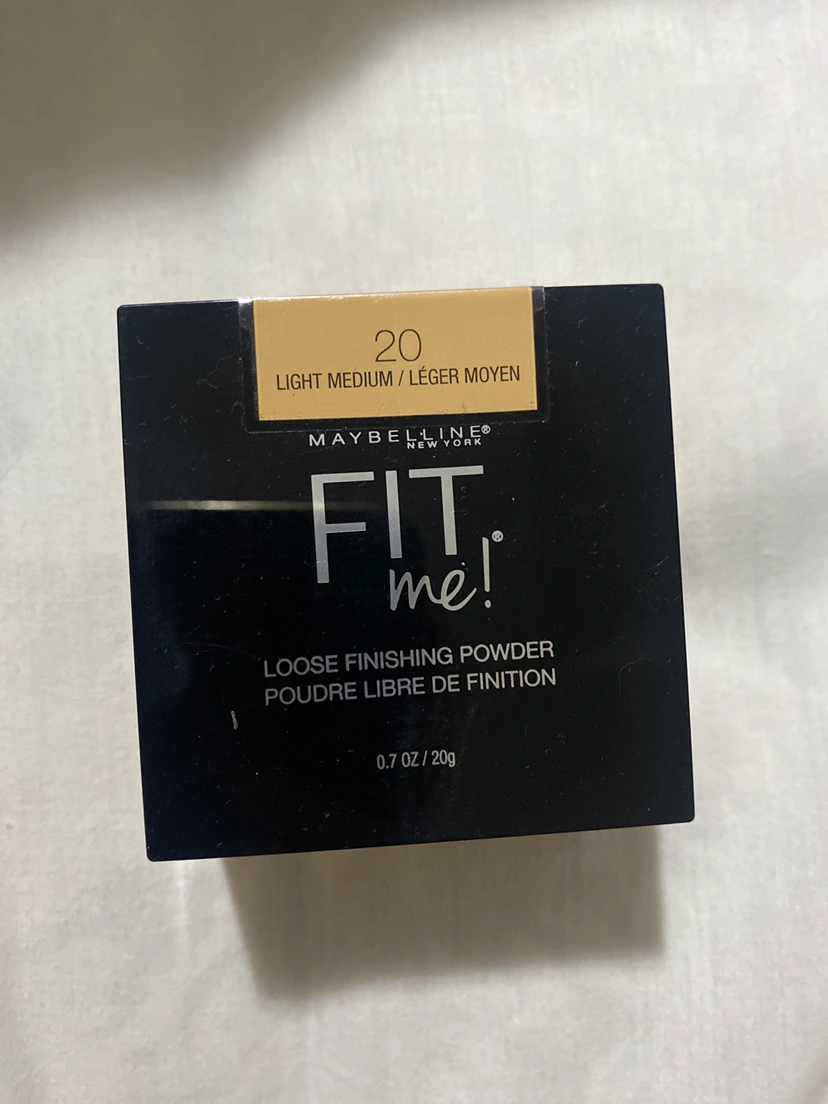 20
LIGHT MEDIUM / LÉGER MOYEN
MAYBELLINE®
NEW YORK
FIT
me!®
LOOSE FINISHING POWDER
POUDRE LIBRE DE FINITION
0.7 OZ / 20g